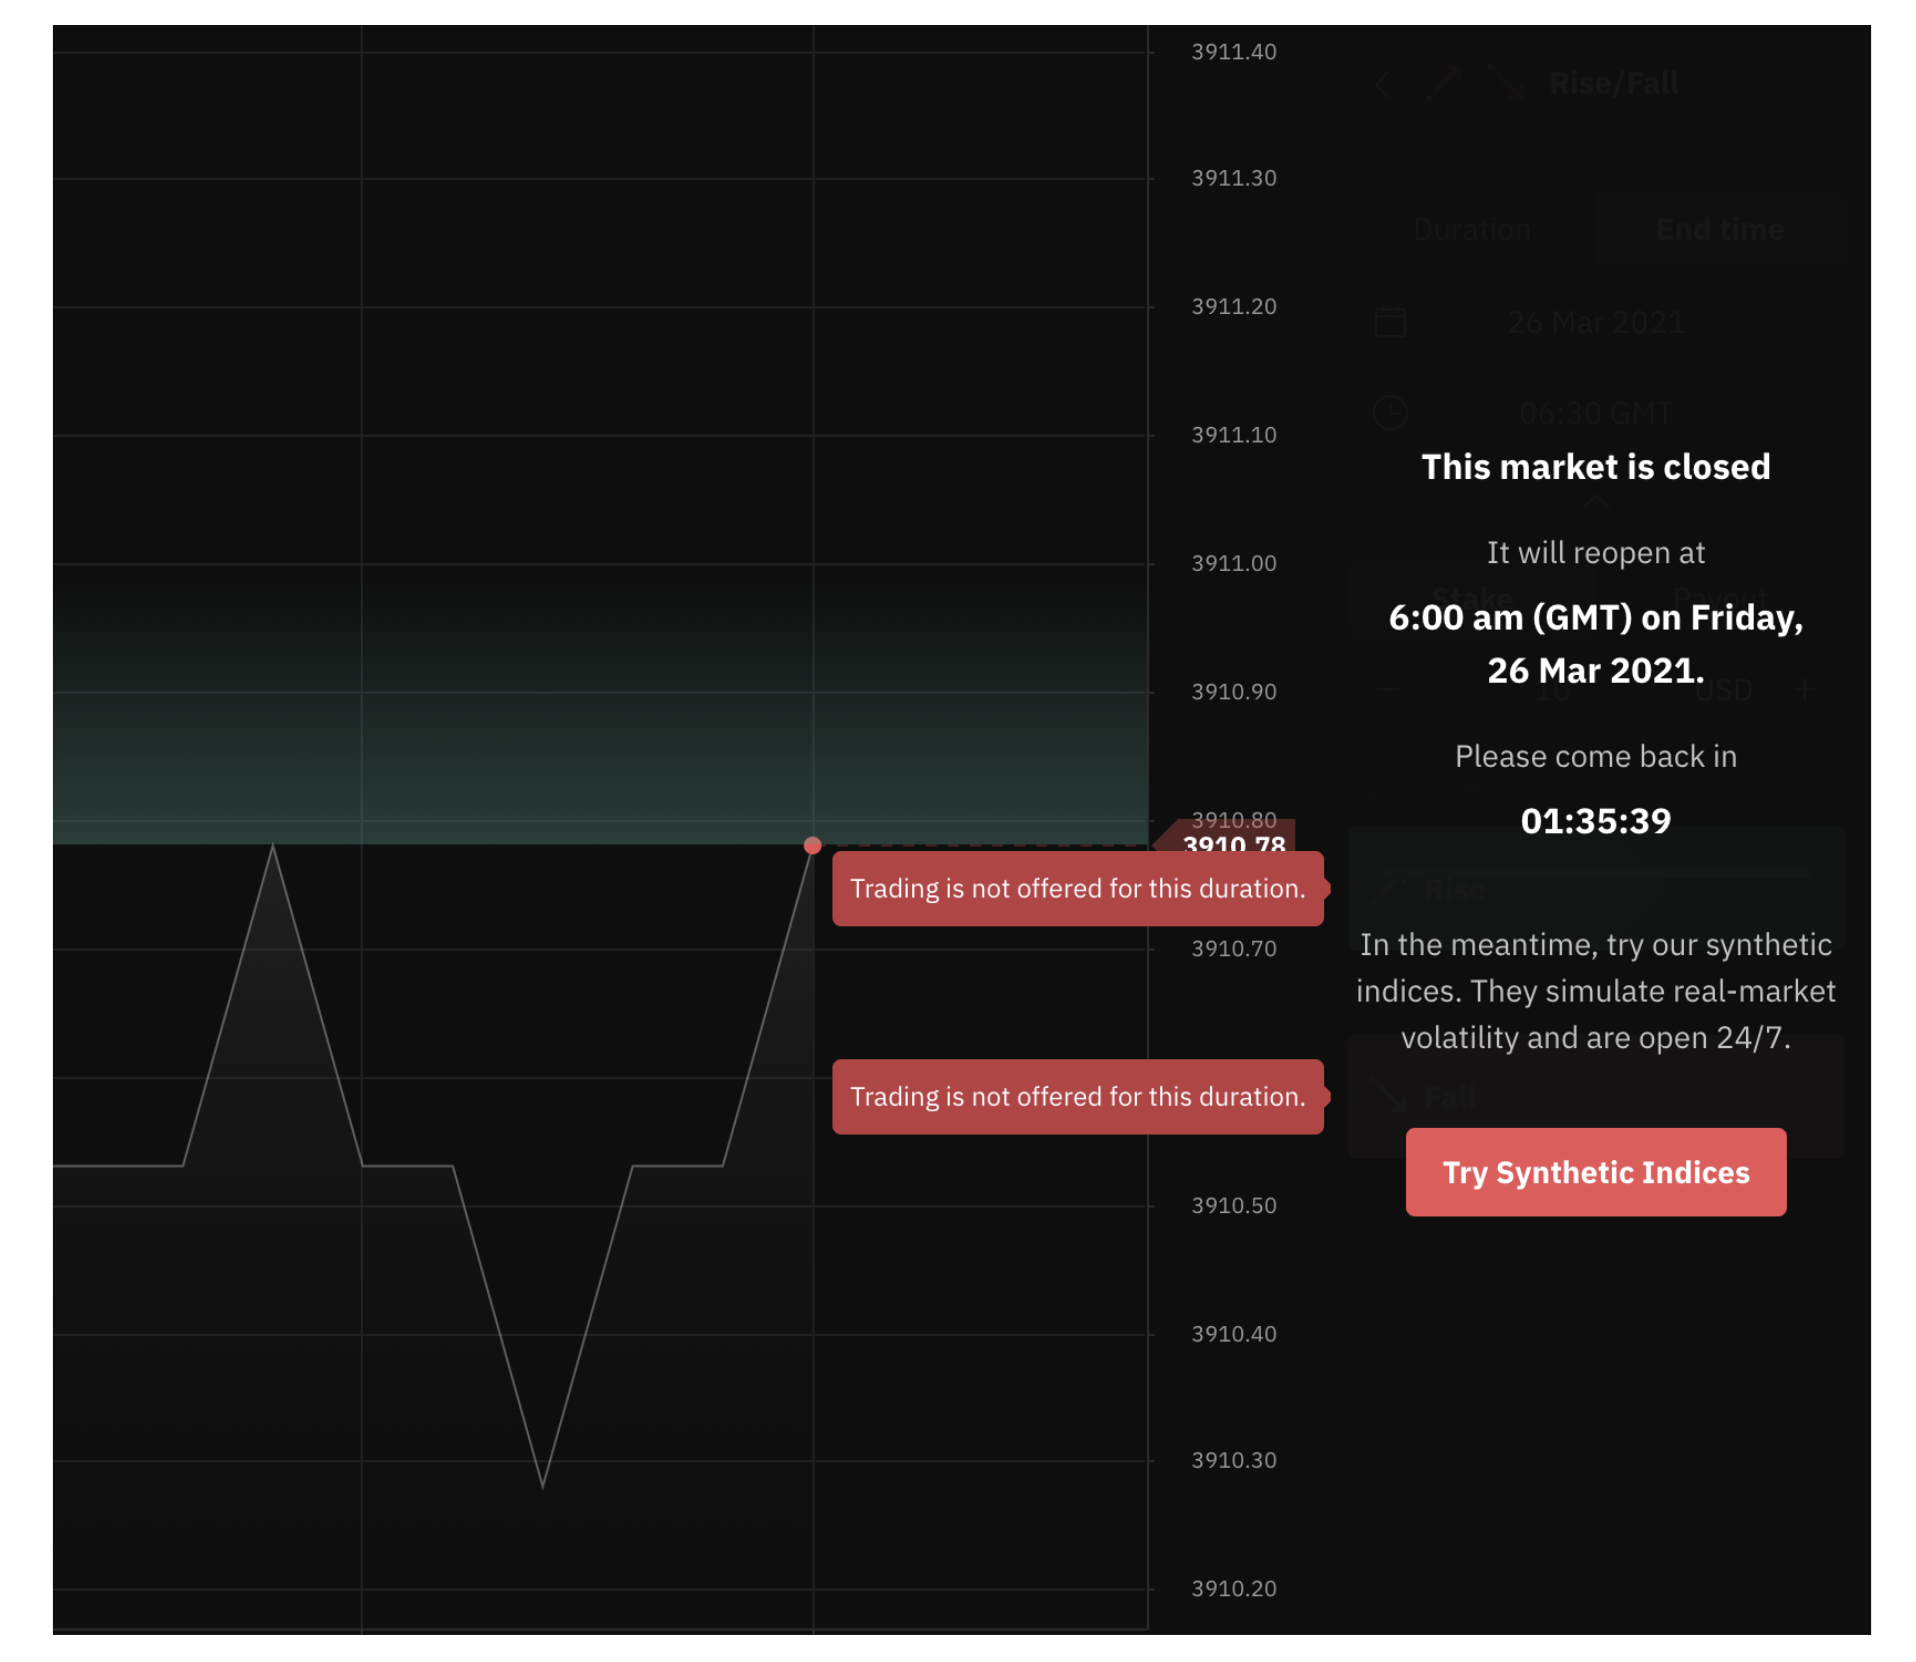 3911.40
3911.30
3911.20
3911.10
3911.00
3910.90
3910.80
3910.78
3910.70
3910.50
3910.40
3910.30
3910.20
Trading is not offered for this duration.
Trading is not offered for this duration.
Rise/Fall
Duration End time
26 Mar 2021
06:30 GMT
This market is closed
It will reopen at
Stake Payout
6:00 am (GMT) on Friday,
26 Mar 2021.
10 USD
Please come back in
01:35:39
Rise
In the meantime, try our synthetic
indices. They simulate real-market
volatility and are open 24/7.
Fall
Try Synthetic Indices